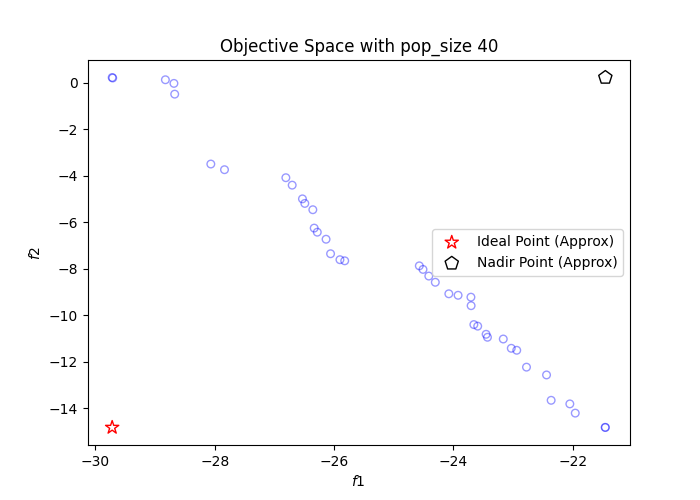 Objective Space with pop_size 40
0
−2
−4
−6
−8
−10
−12
−14
f2
Ideal Point (Approx)
Nadir Point (Approx)
−30
−28
−26
−24
−22
f1